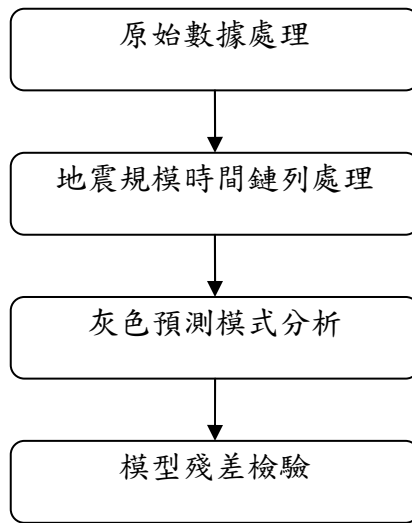 原始數據處理
地震規模時間鏈列處理
灰色預測模式分析
模型殘差檢驗